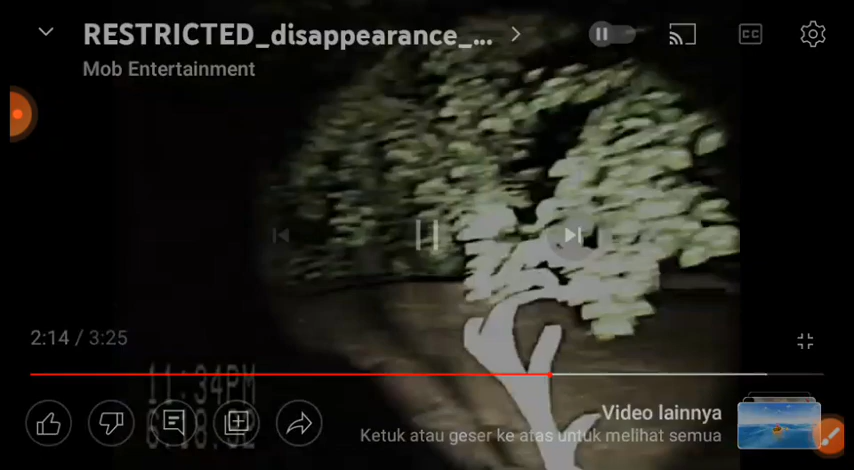 RESTRICTED_disappearance_...
CC
Mob Entertainment
2:14 / 3:25
11:34PM
Video lainnya
Ketuk atau geser ke atas untuk melihat semua